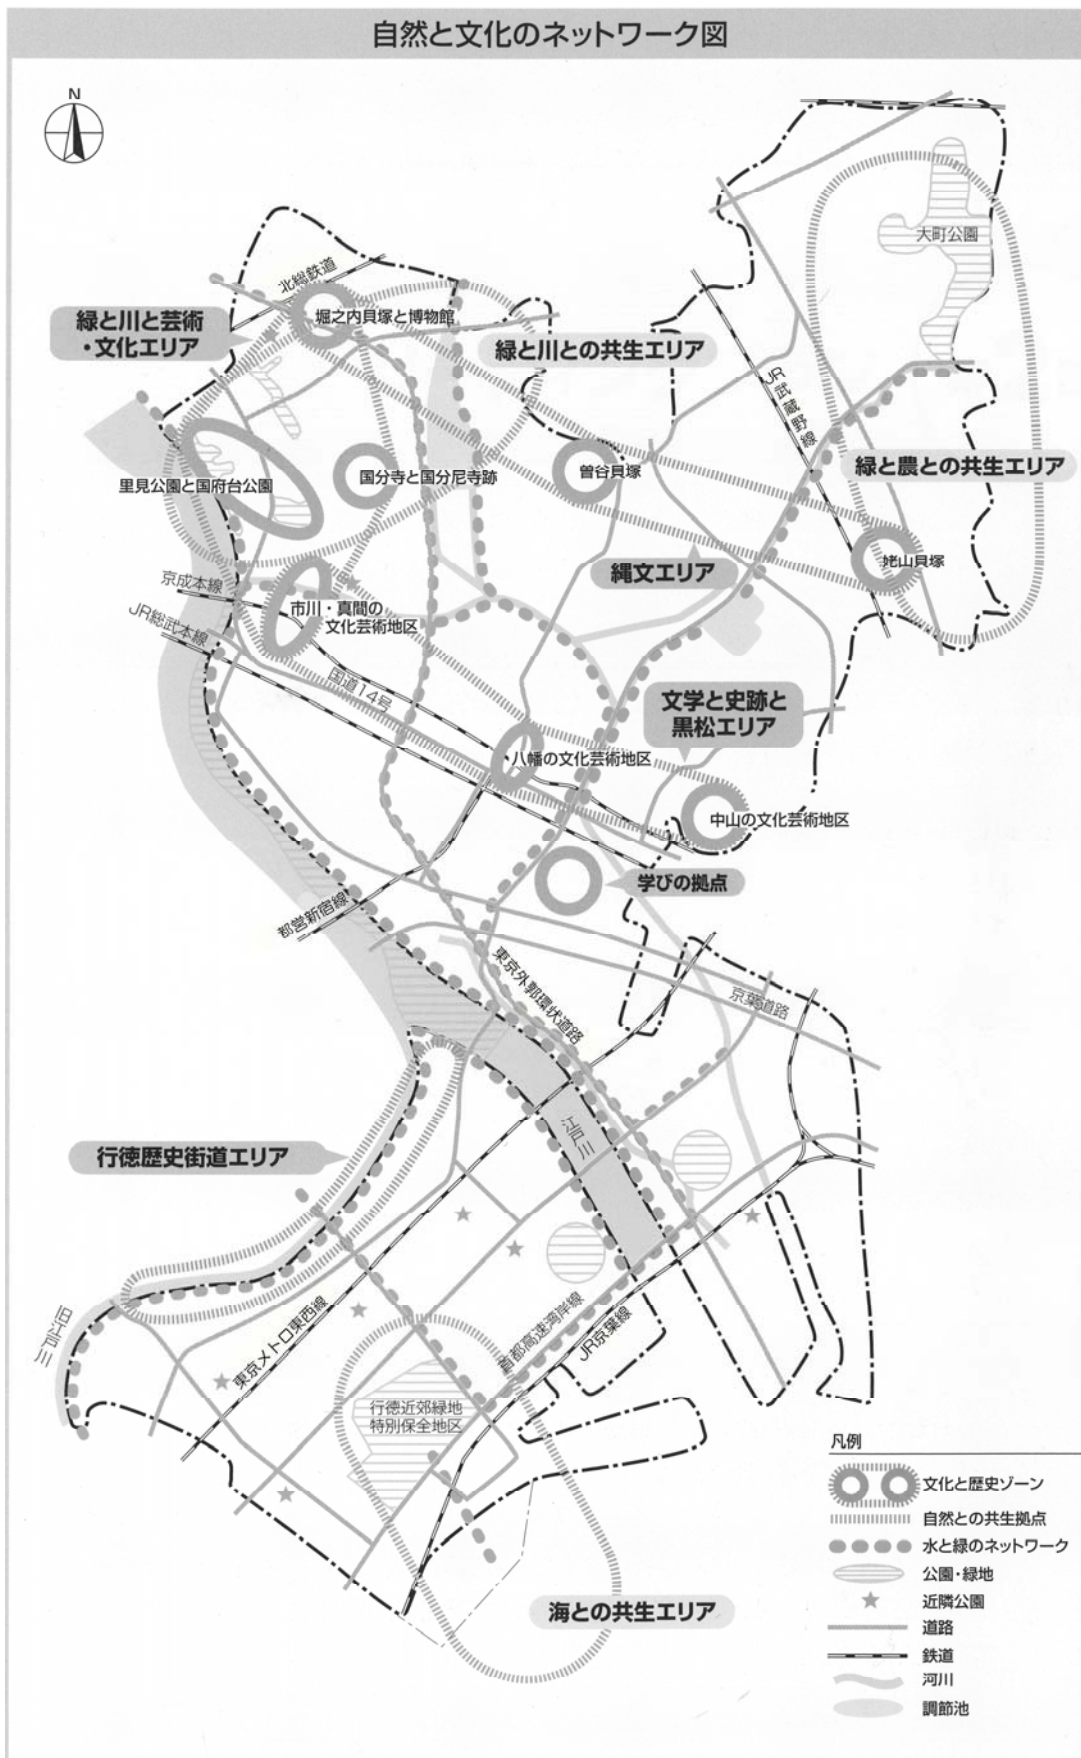 自然と文化のネットワーク図
N
北総鉄道
堀之内貝塚と博物館
緑と川と芸術
・文化エリア
緑と川との共生エリア
大町公園
JR武蔵野線
里見公園と国府台公園
国分寺と国分尼寺跡
曽谷貝塚
緑と農との共生エリア
縄文エリア
姥山貝塚
京成本線
JR総武本線
市川・真間の
文化芸術地区
国道14号
文学と史跡と
黒松エリア
八幡の文化芸術地区
中山の文化芸術地区
学びの拠点
都営新宿線
東京外郭環状道路
京葉道路
江戸川
行徳歴史街道エリア
旧江戸川
東京メトロ東西線
首都高速湾岸線
JR京葉線
行徳近郊緑地
特別保全地区
海との共生エリア
凡例
文化と歴史ゾーン
自然との共生拠点
水と緑のネットワーク
公園・緑地
近隣公園
道路
鉄道
河川
調節池